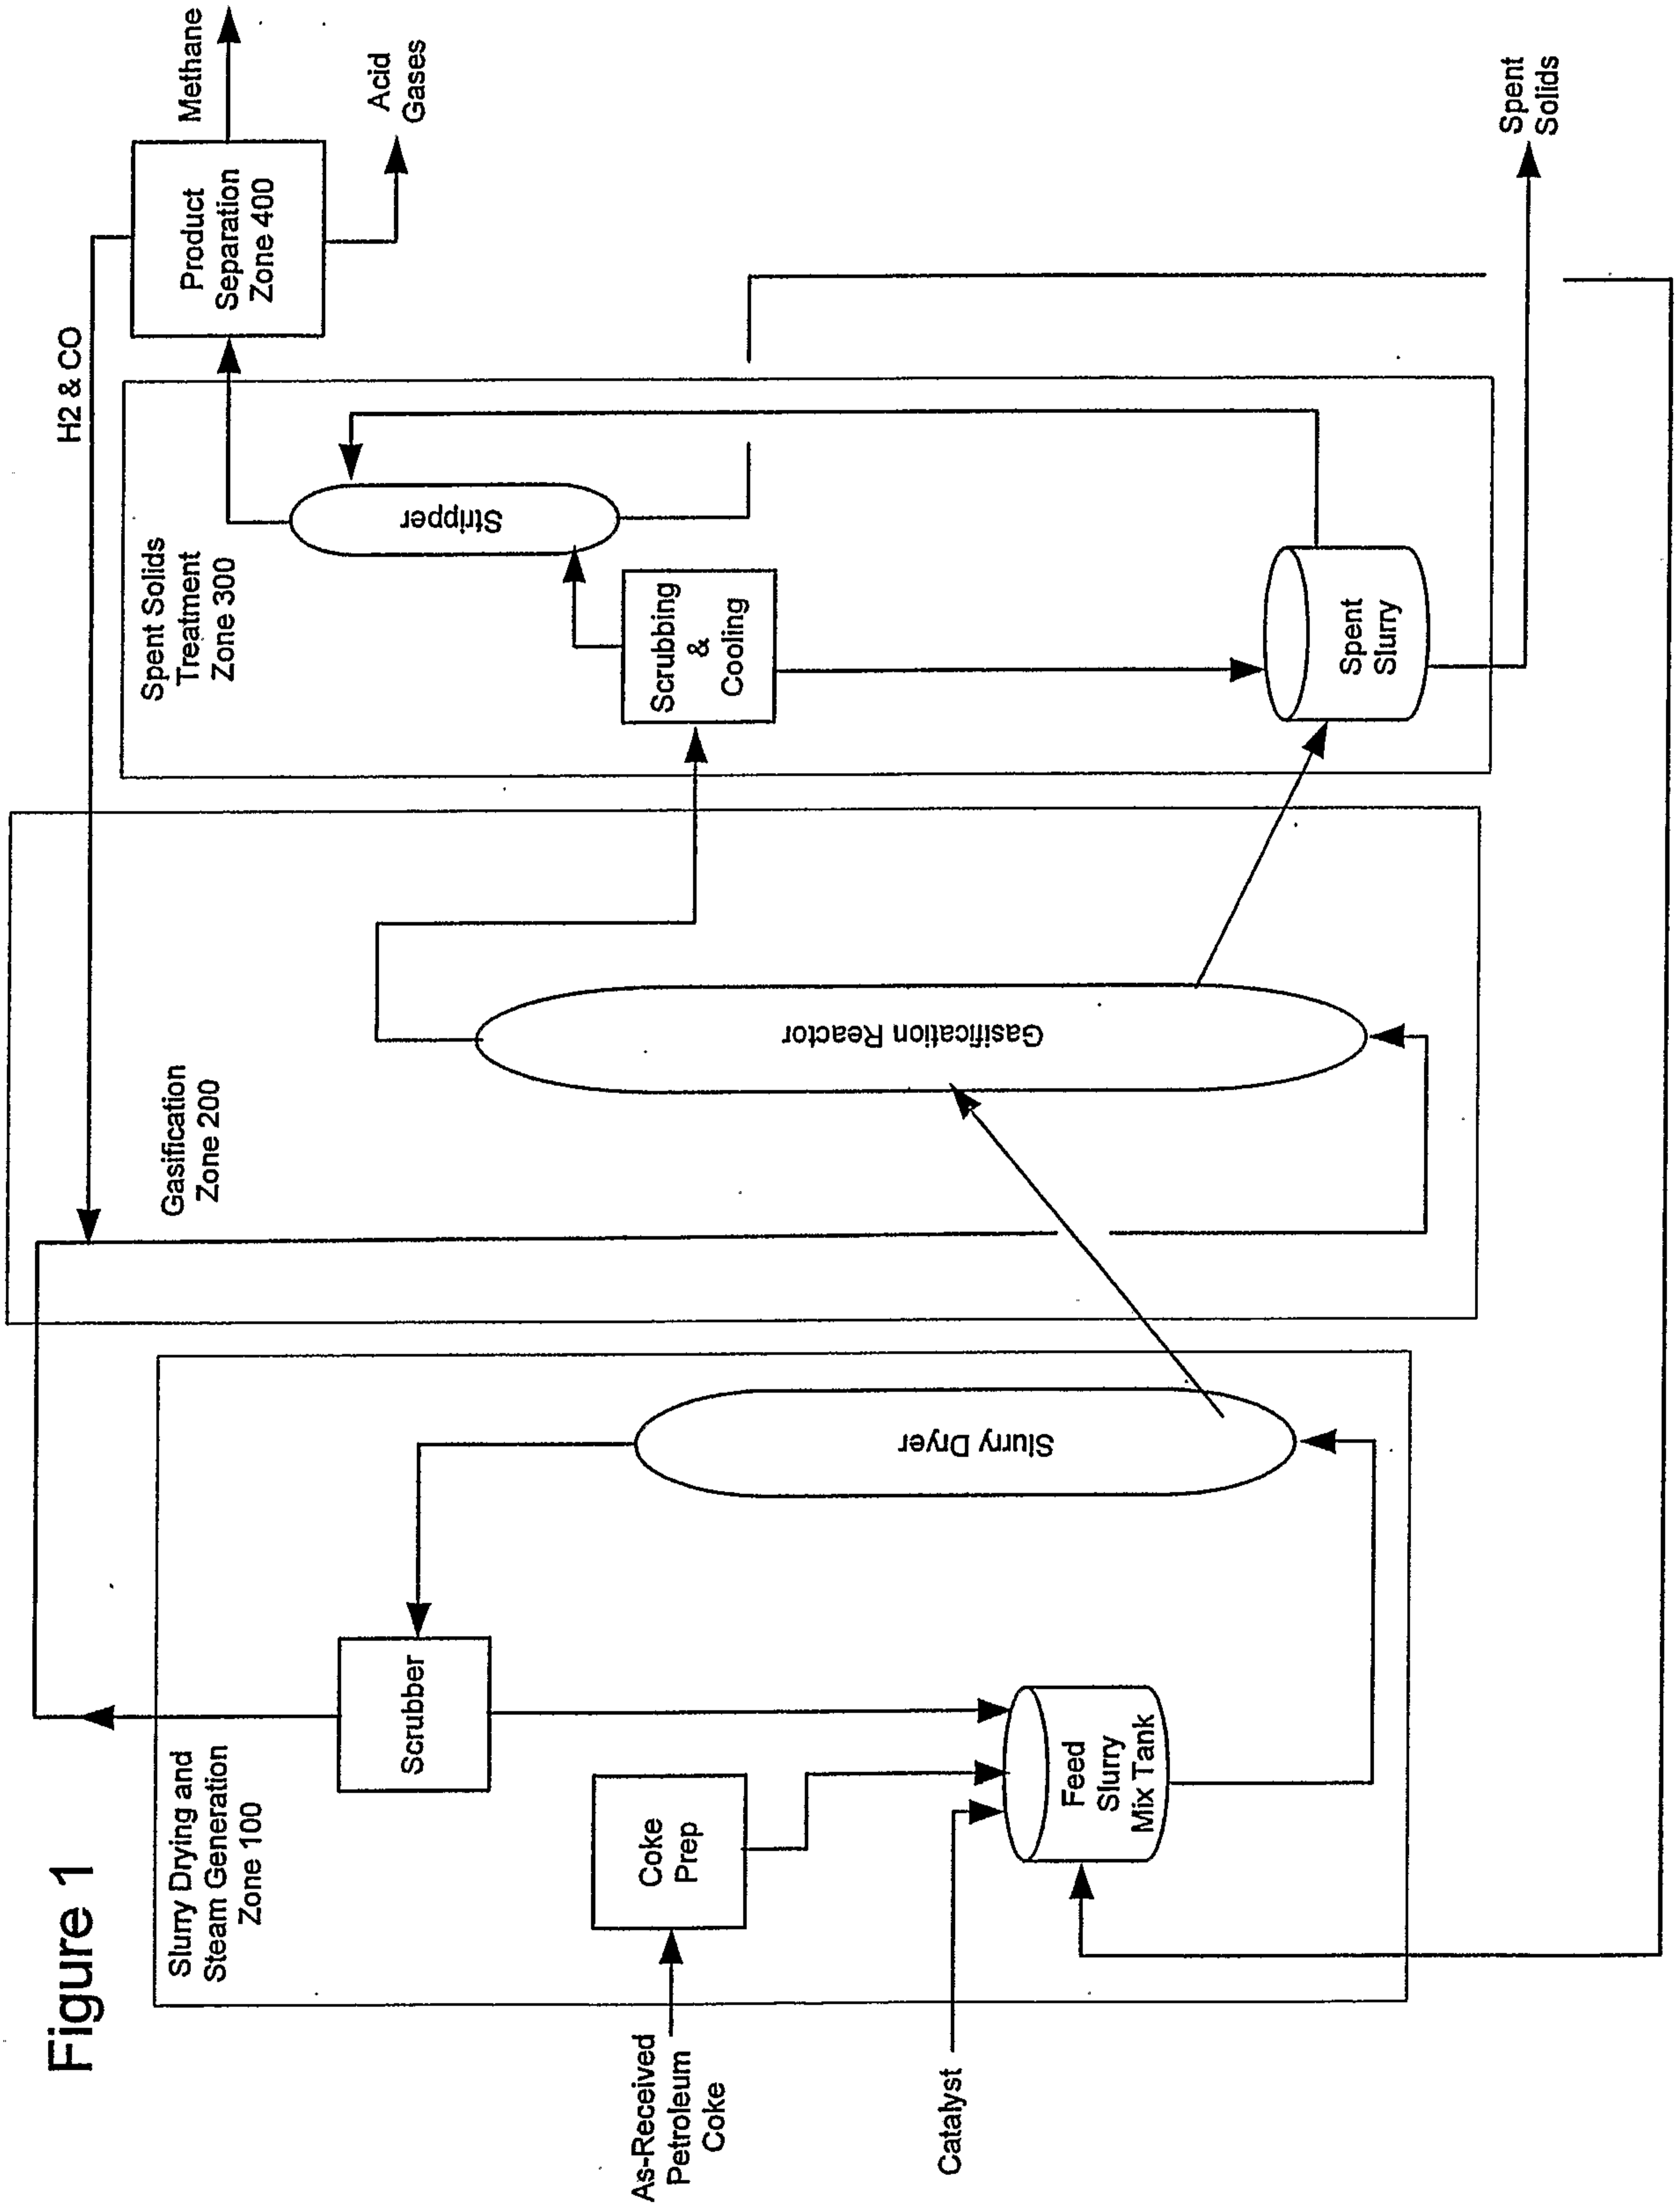 Figure 1
Slurry Drying and
Steam Generation
Zone 100
Scrubber
Coke
Prep
As-Received
Petroleum
Coke
Catalyst
Feed
Slurry
Mix Tank
Slurry Dryer
Gasification
Zone 200
Gasification Reactor
H2 & CO
Spent Solids
Treatment
Zone 300
Stripper
Scrubbing
&
Cooling
Spent
Slurry
Product
Separation
Zone 400
Methane
Acid
Gases
Spent
Solids